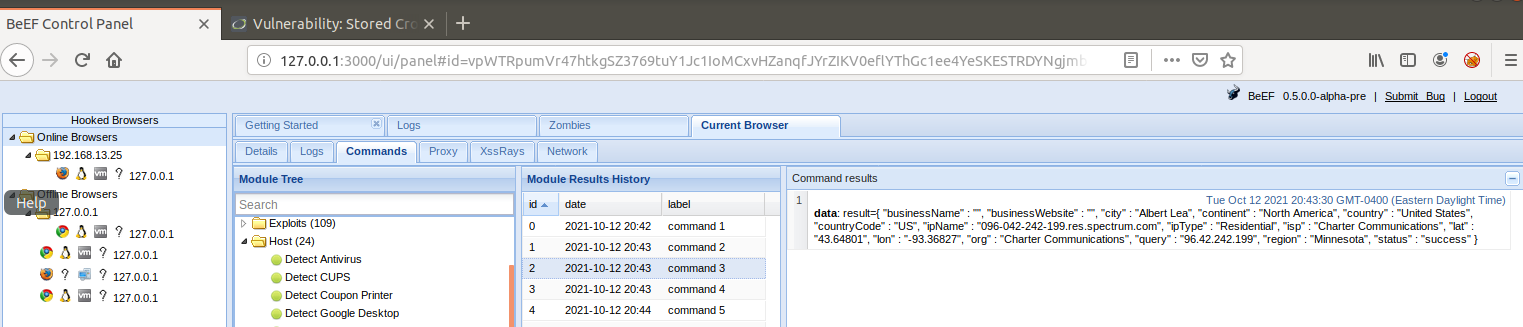 BeEF Control Panel
Vulnerability: Stored Cro
127.0.0.1:3000/ui/panel#id=vpWTRpumVr47htkgSZ3769tuY1Jc1IoMCxvHZanqfJYrZIKV0eflYThGc1ee4YeSKESTRDYNgjmb
BeEF 0.5.0.0-alpha-pre | Submit Bug | Logout
Hooked Browsers
Online Browsers
192.168.13.25
? 127.0.0.1
Offline Browsers
Help
127.0.0.1
? 127.0.0.1
? 127.0.0.1
? ? 127.0.0.1
? 127.0.0.1
Getting Started
Logs
Zombies
Current Browser
Details
Logs
Commands
Proxy
XssRays
Network
Module Tree
Search
Exploits (109)
Host (24)
Detect Antivirus
Detect CUPS
Detect Coupon Printer
Detect Google Desktop
Module Results History
id date label
0 2021-10-12 20:42 command 1
1 2021-10-12 20:43 command 2
2 2021-10-12 20:43 command 3
3 2021-10-12 20:43 command 4
4 2021-10-12 20:44 command 5
Command results
1
Tue Oct 12 2021 20:43:30 GMT-0400 (Eastern Daylight Time)
data: result={ "businessName" : "", "businessWebsite" : "", "city" : "Albert Lea", "continent" : "North America", "country" : "United States",
"countryCode" : "US", "ipName" : "096-042-242-199.res.spectrum.com", "ipType" : "Residential", "isp" : "Charter Communications", "lat" :
"43.64801", "lon" : "-93.36827", "org" : "Charter Communications", "query" : "96.42.242.199", "region" : "Minnesota", "status" : "success" }